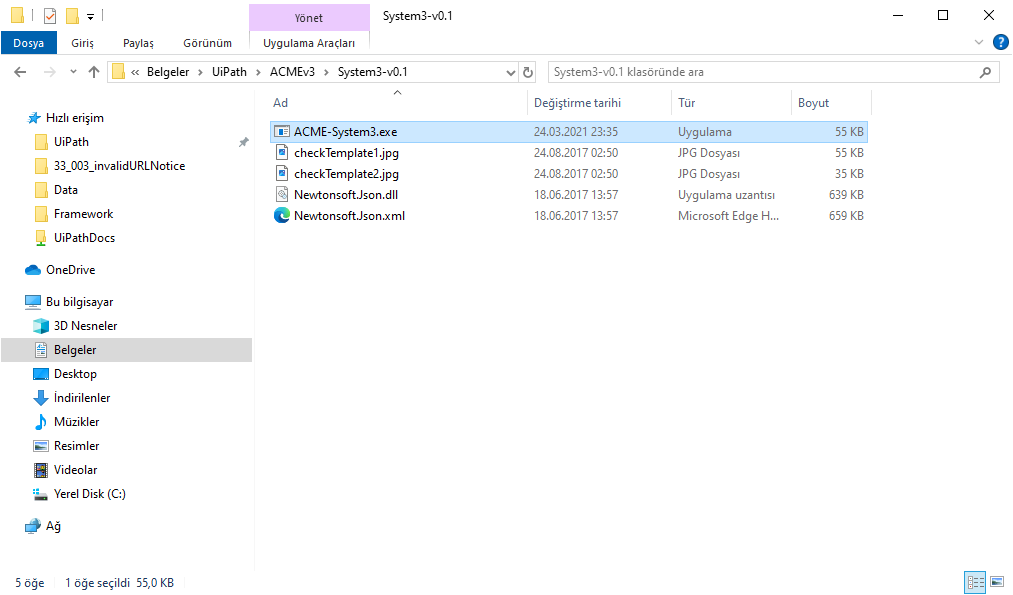 Yönet
System3-v0.1
Dosya
Giriş
Paylaş
Görünüm
Uygulama Araçları
?
« Belgeler > UiPath > ACMEv3 > System3-v0.1
System3-v0.1 klasöründe ara
Hızlı erişim
UiPath
33_003_invalidURLNotice
Data
Framework
UiPathDocs
OneDrive
Bu bilgisayar
3D Nesneler
Belgeler
Desktop
İndirilenler
Müzikler
Resimler
Videolar
Yerel Disk (C:)
Ağ
Ad Değiştirme tarihi Tür Boyut
ACME-System3.exe 24.03.2021 23:35 Uygulama 55 KB
checkTemplate1.jpg 24.08.2017 02:50 JPG Dosyası 55 KB
checkTemplate2.jpg 24.08.2017 02:50 JPG Dosyası 35 KB
Newtonsoft.Json.dll 18.06.2017 13:57 Uygulama uzantısı 639 KB
Newtonsoft.Json.xml 18.06.2017 13:57 Microsoft Edge H... 659 KB
5 öğe 1 öğe seçildi 55,0 KB